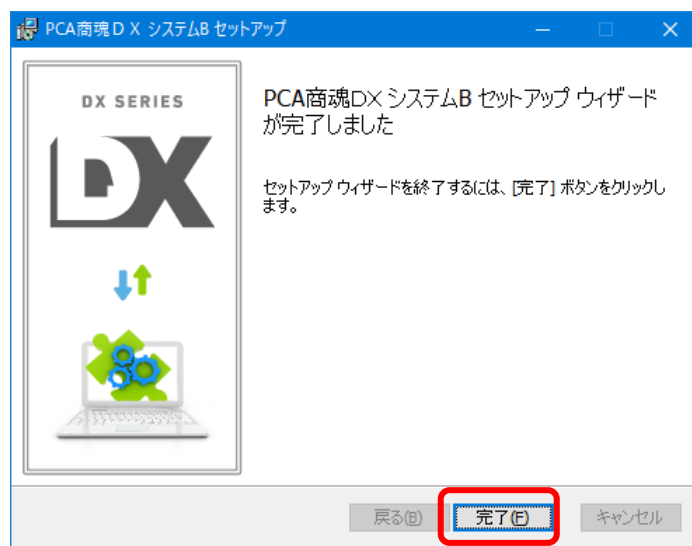 PCA商魂ＤＸ システムB セットアップ
DX SERIES
DX
PCA商魂DX システムB セットアップ ウィザード
が完了しました
セットアップ ウィザードを終了するには、[完了] ボタンをクリックし
ます。
戻る(B)
完了(F)
キャンセル